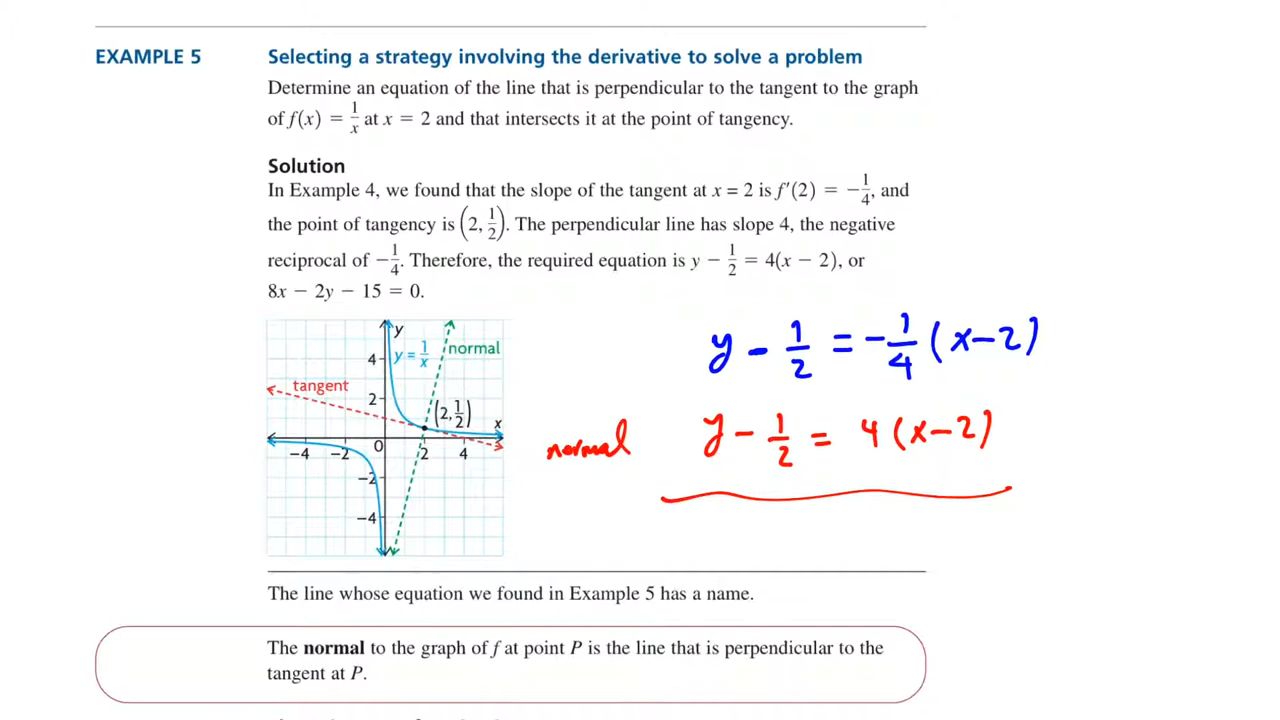 EXAMPLE 5 Selecting a strategy involving the derivative to solve a problem
Determine an equation of the line that is perpendicular to the tangent to the graph
of f(x) = 1/x at x = 2 and that intersects it at the point of tangency.
Solution
In Example 4, we found that the slope of the tangent at x = 2 is f'(2) = −1/4, and
the point of tangency is (2, 1/2). The perpendicular line has slope 4, the negative
reciprocal of −1/4. Therefore, the required equation is y − 1/2 = 4(x − 2), or
8x − 2y − 15 = 0.
y
4
y = 1/x
normal
tangent
2
(2, 1/2)
x
0
−4 −2 2 4
−2
−4
y − 1/2 = −1/4 (x−2)
normal y − 1/2 = 4(x−2)
The line whose equation we found in Example 5 has a name.
The normal to the graph of f at point P is the line that is perpendicular to the
tangent at P.